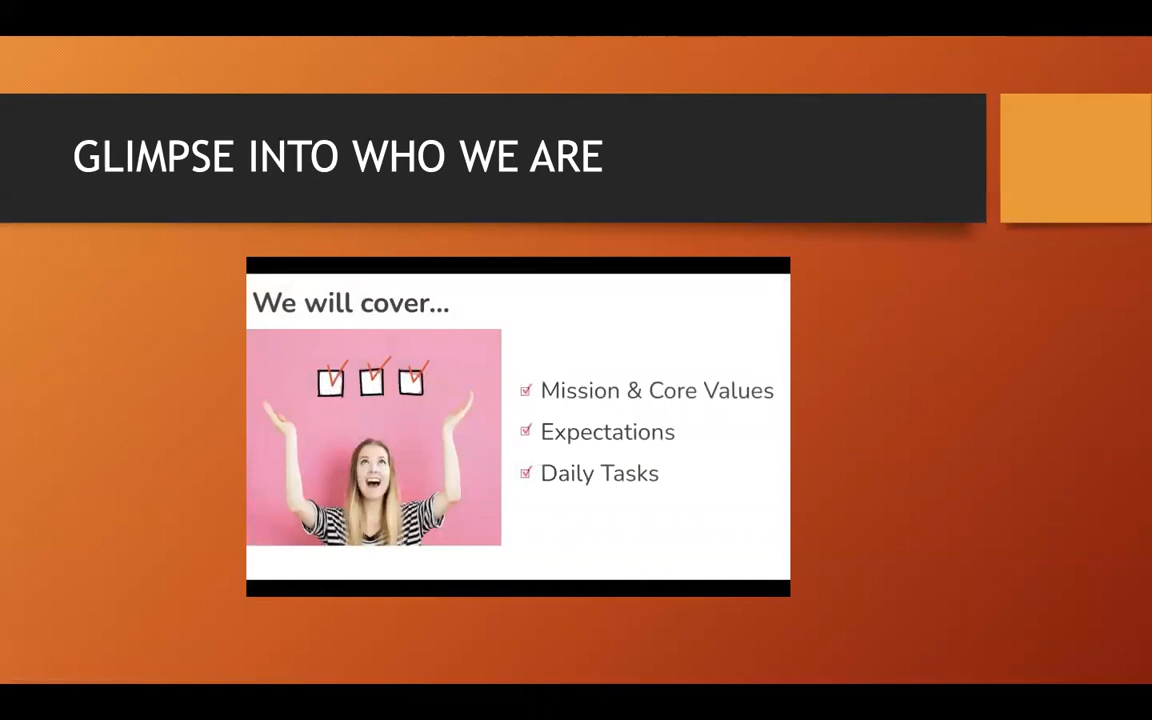 GLIMPSE INTO WHO WE ARE
We will cover...
Mission & Core Values
Expectations
Daily Tasks